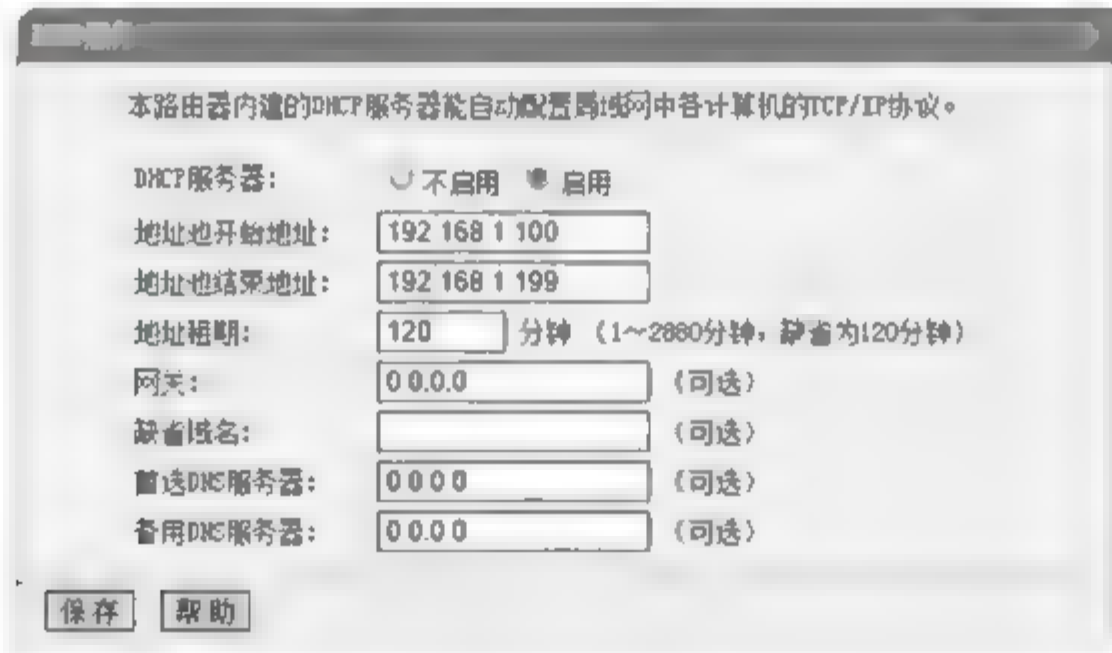 本路由器内建的DHCP服务器能自动配置局域网中各计算机的TCP/IP协议。
DHCP服务器: 不启用 启用
地址池开始地址: 192 168 1 100
地址池结束地址: 192 168 1 199
地址租期: 120 分钟 (1~2880分钟,缺省为120分钟)
网关: 0 0.0.0 (可选)
缺省域名: (可选)
首选DNS服务器: 0 0 0 0 (可选)
备用DNS服务器: 0 0.0 0 (可选)
保存 帮助